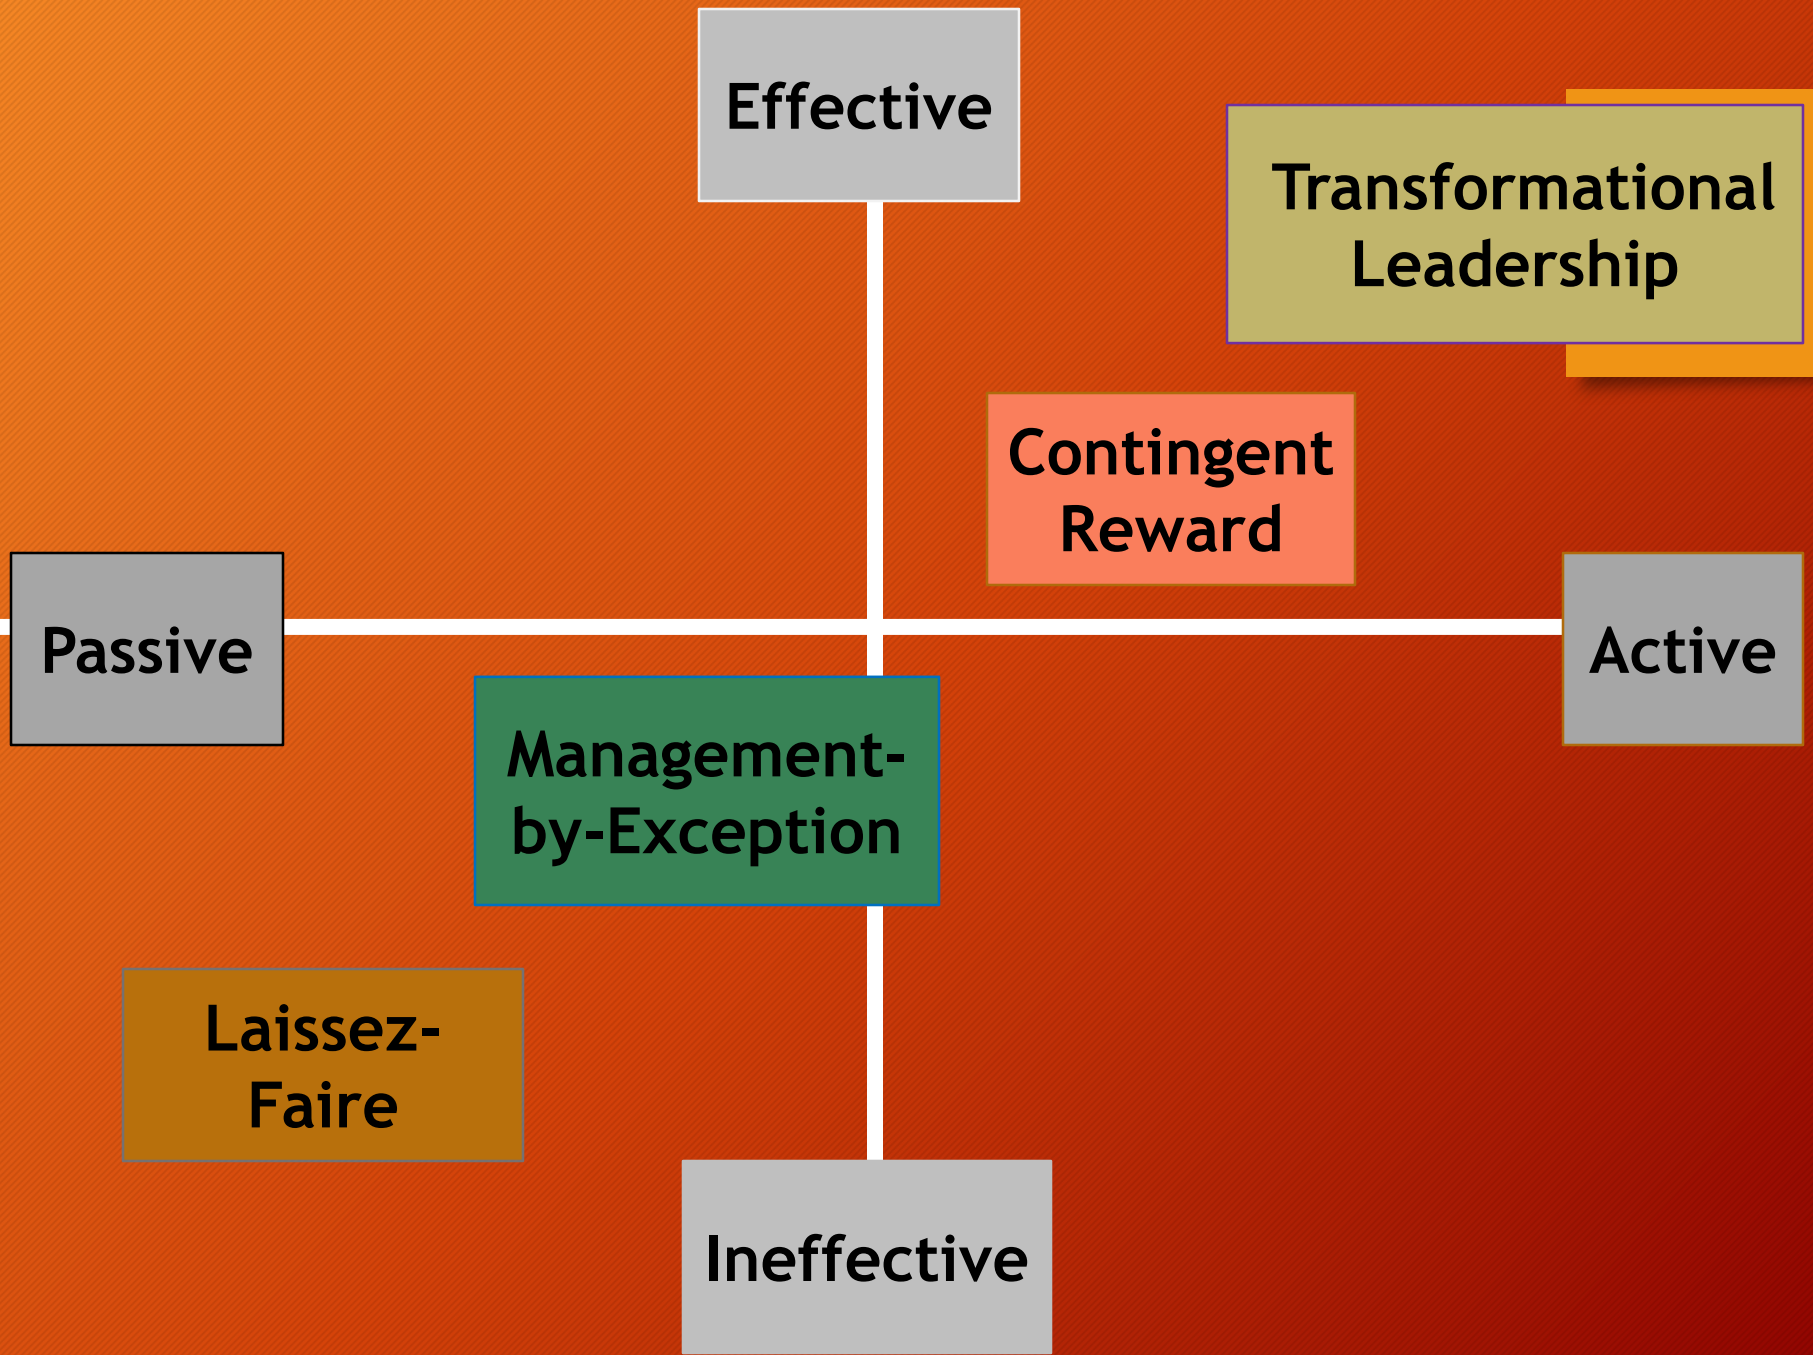 Effective
Transformational
Leadership
Contingent
Reward
Passive
Active
Management-
by-Exception
Laissez-
Faire
Ineffective